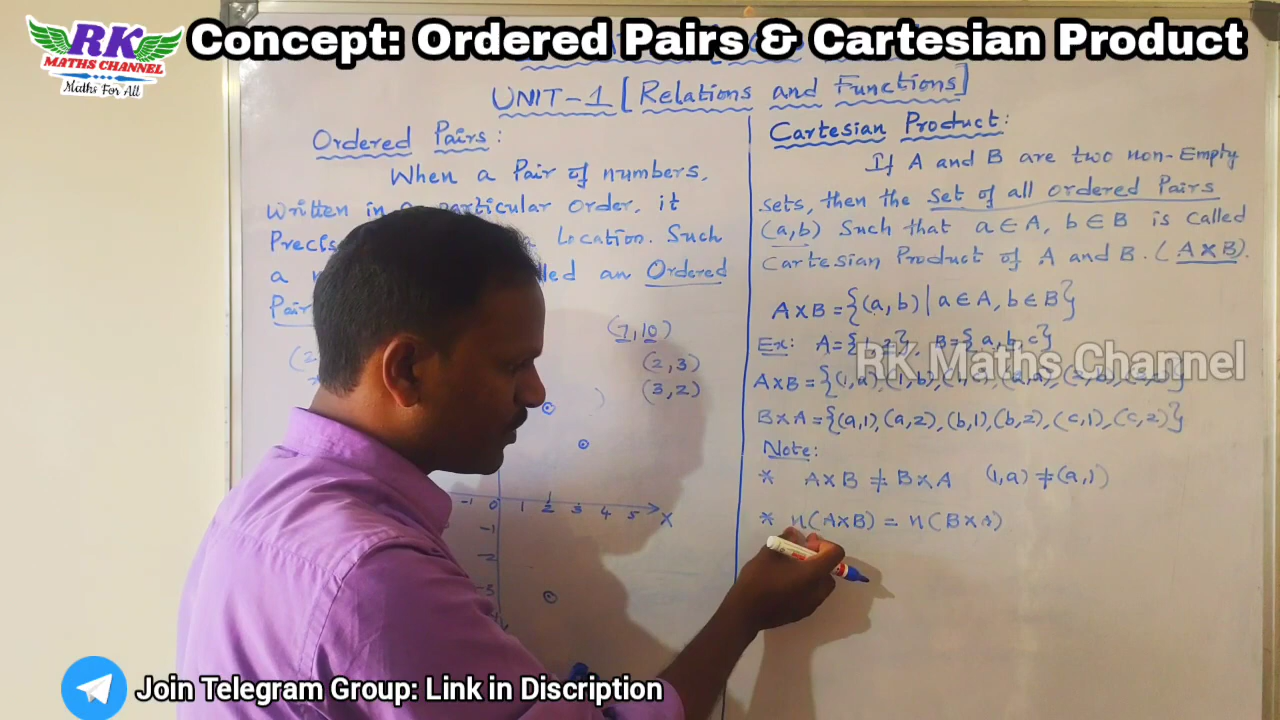 RK
MATHS CHANNEL
Maths For All
Concept: Ordered Pairs & Cartesian Product
UNIT-1 [Relations and Functions]
Ordered Pairs:
When a Pair of numbers,
Written in a particular order, it
Location. Such
a an Ordered
Pair
(7,10)
(2,3)
(3,2)
-1 0 1 2 3 4 5 X
-1
-2
-3
Cartesian Product:
If A and B are two non-Empty
sets, then the set of all ordered Pairs
(a,b) Such that a∈A, b∈B is called
Cartesian Product of A and B. (A×B).
A×B={(a,b)|a∈A, b∈B}
Ex: A={1,2}, B={a,b,c}
RK Maths Channel
A×B={(1,a),(1,b),(1,c),(2,a),(2,b),(2,c)}
B×A={(a,1),(a,2),(b,1),(b,2),(c,1),(c,2)}
Note:
* A×B ≠ B×A (1,a)≠(a,1)
* n(A×B) = n(B×A)
Join Telegram Group: Link in Discription